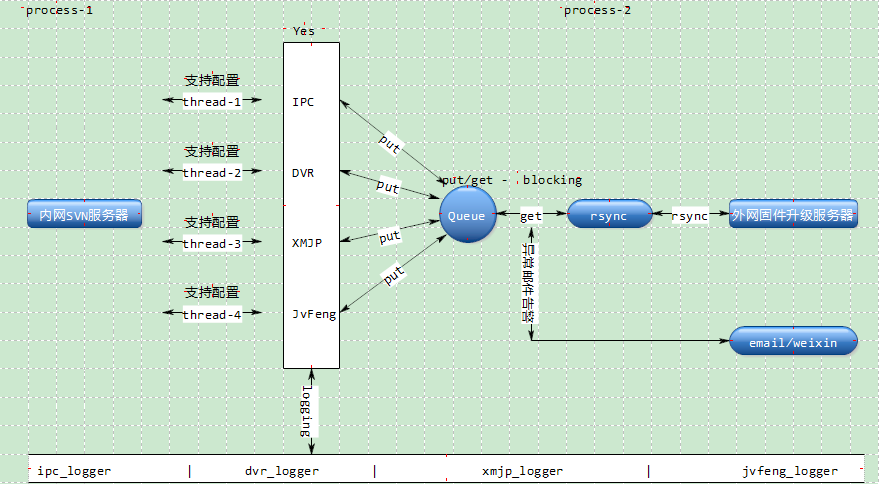 process-1
process-2
Yes
支持配置
thread-1
IPC
put
支持配置
thread-2
DVR
put
put/get - blocking
内网SVN服务器
Queue
get
rsync
rsync
外网固件升级服务器
支持配置
thread-3
XMJP
put
异常邮件告警
支持配置
thread-4
JvFeng
put
email/weixin
logging
ipc_logger | dvr_logger | xmjp_logger | jvfeng_logger